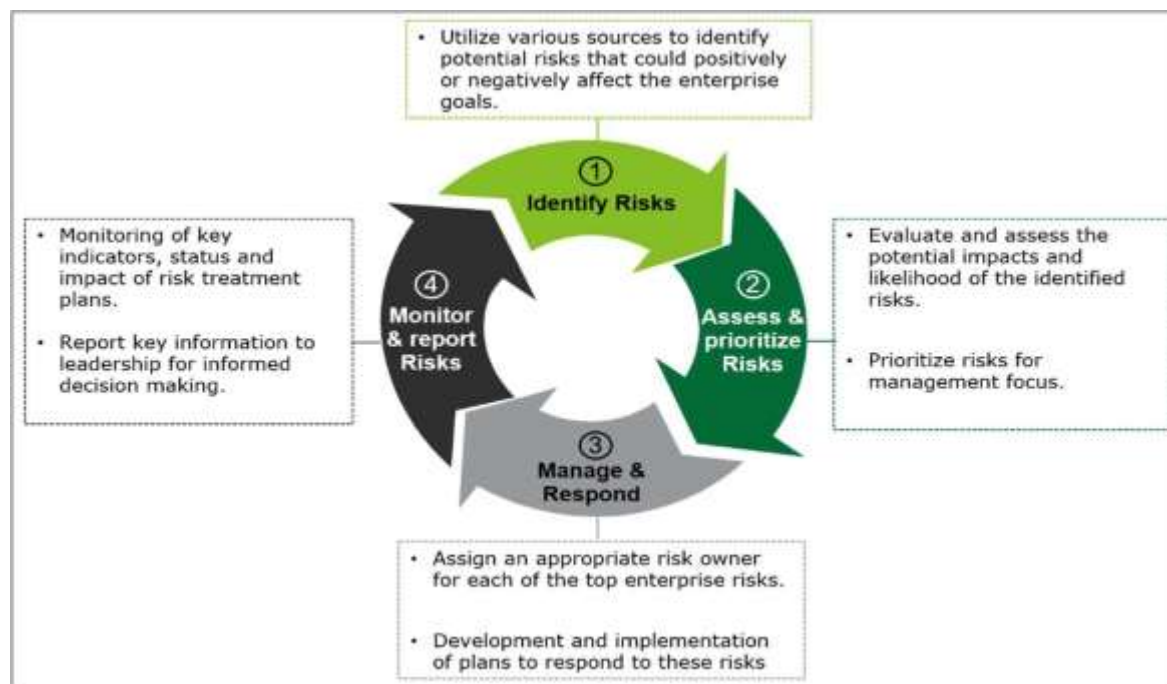 • Utilize various sources to identify
potential risks that could positively
or negatively affect the enterprise
goals.
①
Identify Risks
②
Assess &
prioritize
Risks
• Evaluate and assess the
potential impacts and
likelihood of the identified
risks.
• Prioritize risks for
management focus.
③
Manage &
Respond
• Assign an appropriate risk owner
for each of the top enterprise risks.
• Development and implementation
of plans to respond to these risks
④
Monitor
& report
Risks
• Monitoring of key
indicators, status and
impact of risk treatment
plans.
• Report key information to
leadership for informed
decision making.